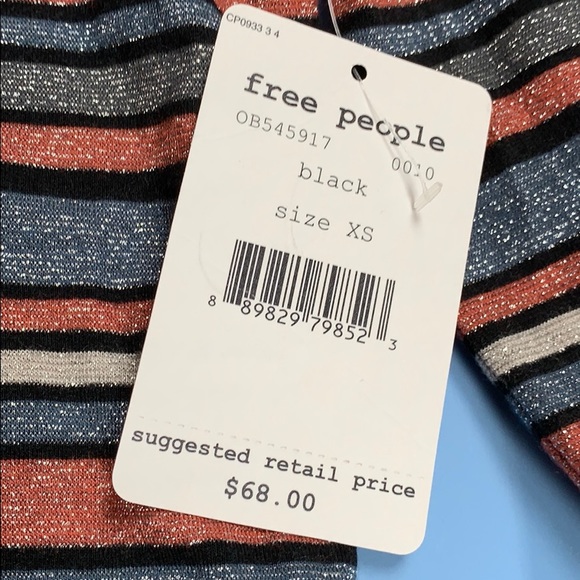 CP0933 3 4
free people
OB545917 0010
black
size XS
8 89829 79852 3
suggested retail price
$68.00